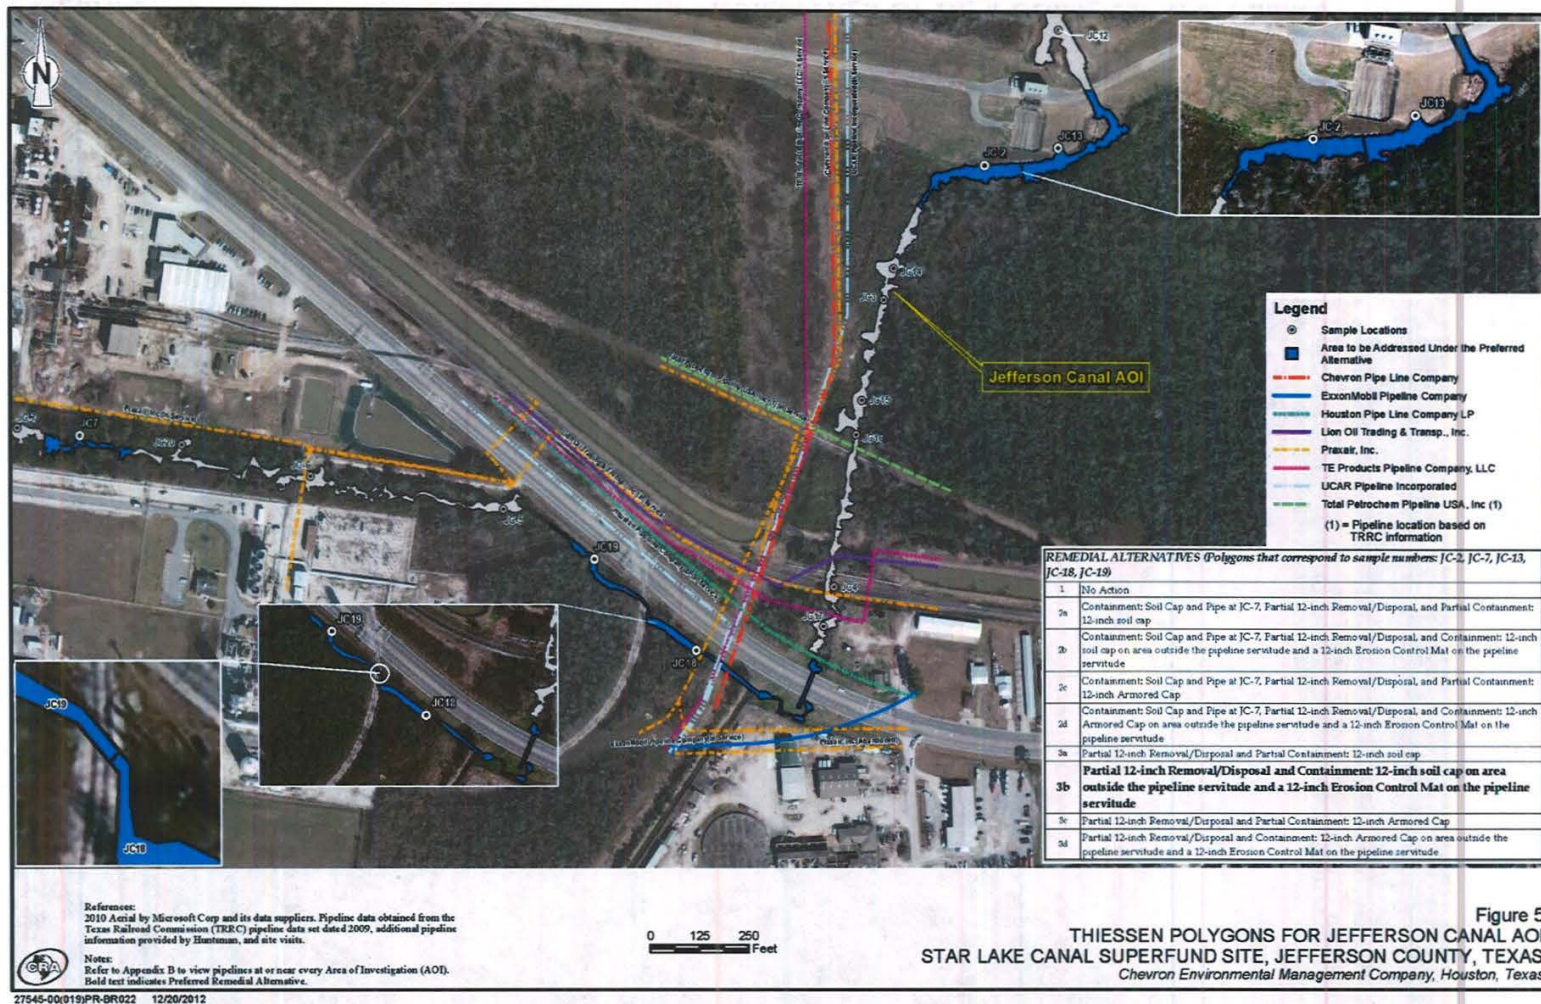 N
JC12
JC13
JC-2
JC13
JC-2
Jefferson Canal AOI
JC7
JC19
JC18
JC19
JC18
JC19
JC18
Legend
Sample Locations
Area to be Addressed Under the Preferred
Alternative
Chevron Pipe Line Company
ExxonMobil Pipeline Company
Houston Pipe Line Company LP
Lion Oil Trading & Transp., Inc.
Praxair, Inc.
TE Products Pipeline Company, LLC
UCAR Pipeline Incorporated
Total Petrochem Pipeline USA, Inc (1)
(1) = Pipeline location based on
TRRC information
REMEDIAL ALTERNATIVES (Polygons that correspond to sample numbers: JC-2, JC-7, JC-13,
JC-18, JC-19)
1 No Action
2a Containment: Soil Cap and Pipe at JC-7, Partial 12-inch Removal/Disposal, and Partial Containment:
12-inch soil cap
2b Containment: Soil Cap and Pipe at JC-7, Partial 12-inch Removal/Disposal, and Containment: 12-inch
soil cap on area outside the pipeline servitude and a 12-inch Erosion Control Mat on the pipeline
servitude
2c Containment: Soil Cap and Pipe at JC-7, Partial 12-inch Removal/Disposal, and Partial Containment:
12-inch Armored Cap
2d Containment: Soil Cap and Pipe at JC-7, Partial 12-inch Removal/Disposal, and Containment: 12-inch
Armored Cap on area outside the pipeline servitude and a 12-inch Erosion Control Mat on the
pipeline servitude
3a Partial 12-inch Removal/Disposal and Partial Containment: 12-inch soil cap
3b Partial 12-inch Removal/Disposal and Containment: 12-inch soil cap on area
outside the pipeline servitude and a 12-inch Erosion Control Mat on the pipeline
servitude
3c Partial 12-inch Removal/Disposal and Partial Containment: 12-inch Armored Cap
3d Partial 12-inch Removal/Disposal and Containment: 12-inch Armored Cap on area outside the
pipeline servitude and a 12-inch Erosion Control Mat on the pipeline servitude
References:
2010 Aerial by Microsoft Corp and its data suppliers. Pipeline data obtained from the
Texas Railroad Commission (TRRC) pipeline data set dated 2009, additional pipeline
information provided by Huntsman, and site visits.
Notes:
Refer to Appendix B to view pipelines at or near every Area of Investigation (AOI).
Bold text indicates Preferred Remedial Alternative.
CRA
0 125 250
Feet
Figure 5
THIESSEN POLYGONS FOR JEFFERSON CANAL AOI
STAR LAKE CANAL SUPERFUND SITE, JEFFERSON COUNTY, TEXAS
Chevron Environmental Management Company, Houston, Texas
27545-00(019)PR-BR022 12/20/2012